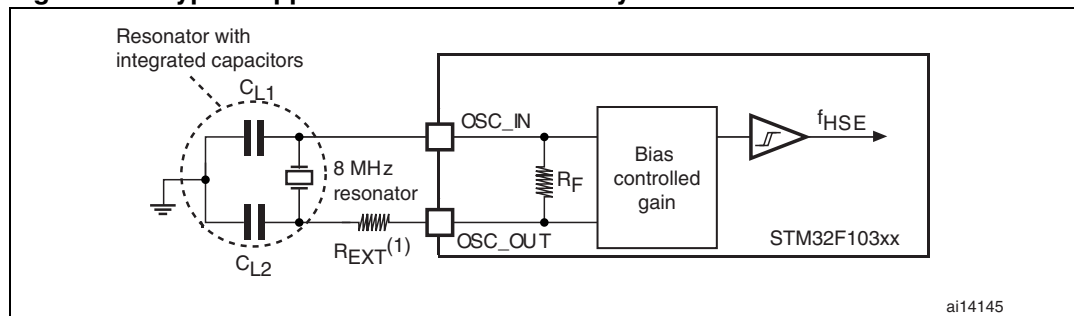 Resonator with
integrated capacitors
CL1
OSC_IN
fHSE
8 MHz
resonator
RF
Bias
controlled
gain
OSC_OUT
STM32F103xx
REXT(1)
CL2
ai14145